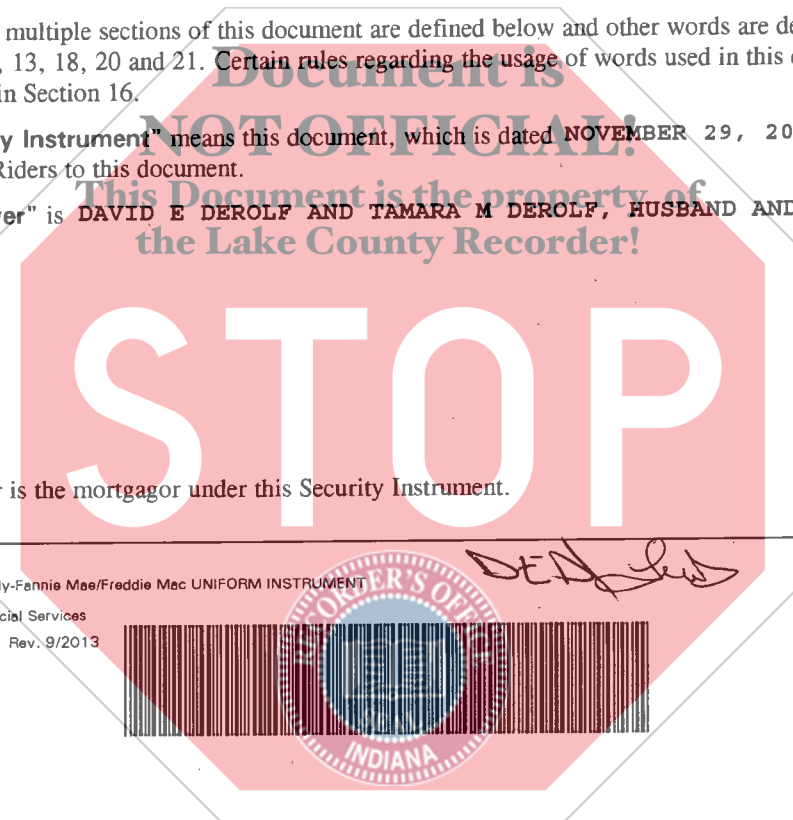 multiple sections of this document are defined below and other words are de
, 13, 18, 20 and 21. Certain rules regarding the usage of words used in this
in Section 16.
Document is
NOT OFFICIAL!
This Document is the property of
the Lake County Recorder!
y Instrument" means this document, which is dated NOVEMBER 29, 20
Riders to this document.
er" is DAVID E DEROLF AND TAMARA M DEROLF, HUSBAND AND
STOP
r is the mortgagor under this Security Instrument.
ly-Fannie Mae/Freddie Mac UNIFORM INSTRUMENT
cial Services
Rev. 9/2013
RECORDER'S OFFICE
SEAL
INDIANA